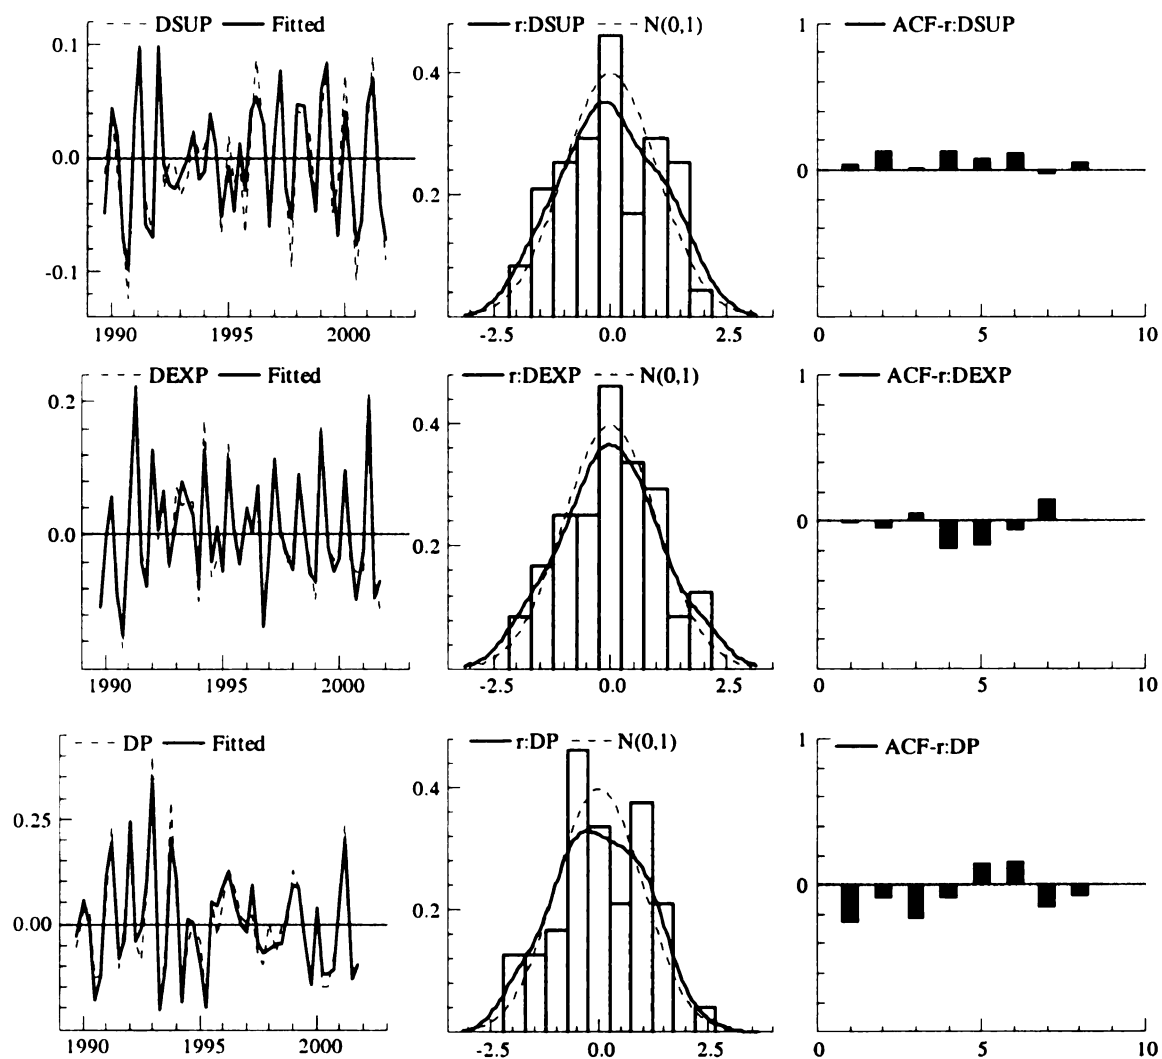 DSUP Fitted
r:DSUP N(0,1)
ACF-r:DSUP
0.1
0.0
-0.1
1990 1995 2000
0.4
0.2
-2.5 0.0 2.5
1
0
0 5 10
DEXP Fitted
r:DEXP N(0,1)
ACF-r:DEXP
0.2
0.0
1990 1995 2000
0.4
0.2
-2.5 0.0 2.5
1
0
0 5 10
DP Fitted
r:DP N(0,1)
ACF-r:DP
0.25
0.00
1990 1995 2000
0.4
0.2
-2.5 0.0 2.5
1
0
0 5 10